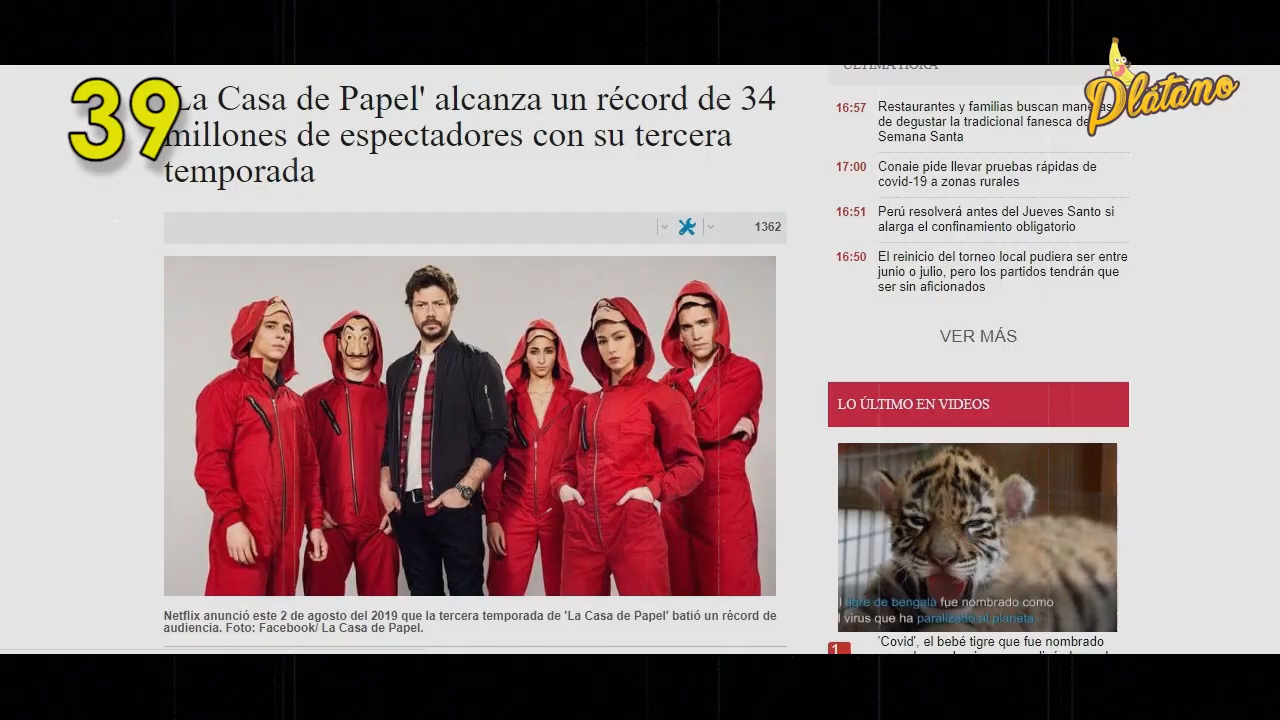 39
'La Casa de Papel' alcanza un récord de 34
millones de espectadores con su tercera
temporada
1362
Netflix anunció este 2 de agosto del 2019 que la tercera temporada de 'La Casa de Papel' batió un récord de
audiencia. Foto: Facebook/ La Casa de Papel.
Plátano
ÚLTIMA HORA
16:57 Restaurantes y familias buscan maneras
de degustar la tradicional fanesca de
Semana Santa
17:00 Conaie pide llevar pruebas rápidas de
covid-19 a zonas rurales
16:51 Perú resolverá antes del Jueves Santo si
alarga el confinamiento obligatorio
16:50 El reinicio del torneo local pudiera ser entre
junio o julio, pero los partidos tendrán que
ser sin aficionados
VER MÁS
LO ÚLTIMO EN VIDEOS
tigre de bengala fue nombrado como
l virus que ha paralizado al planeta
1 'Covid', el bebé tigre que fue nombrado